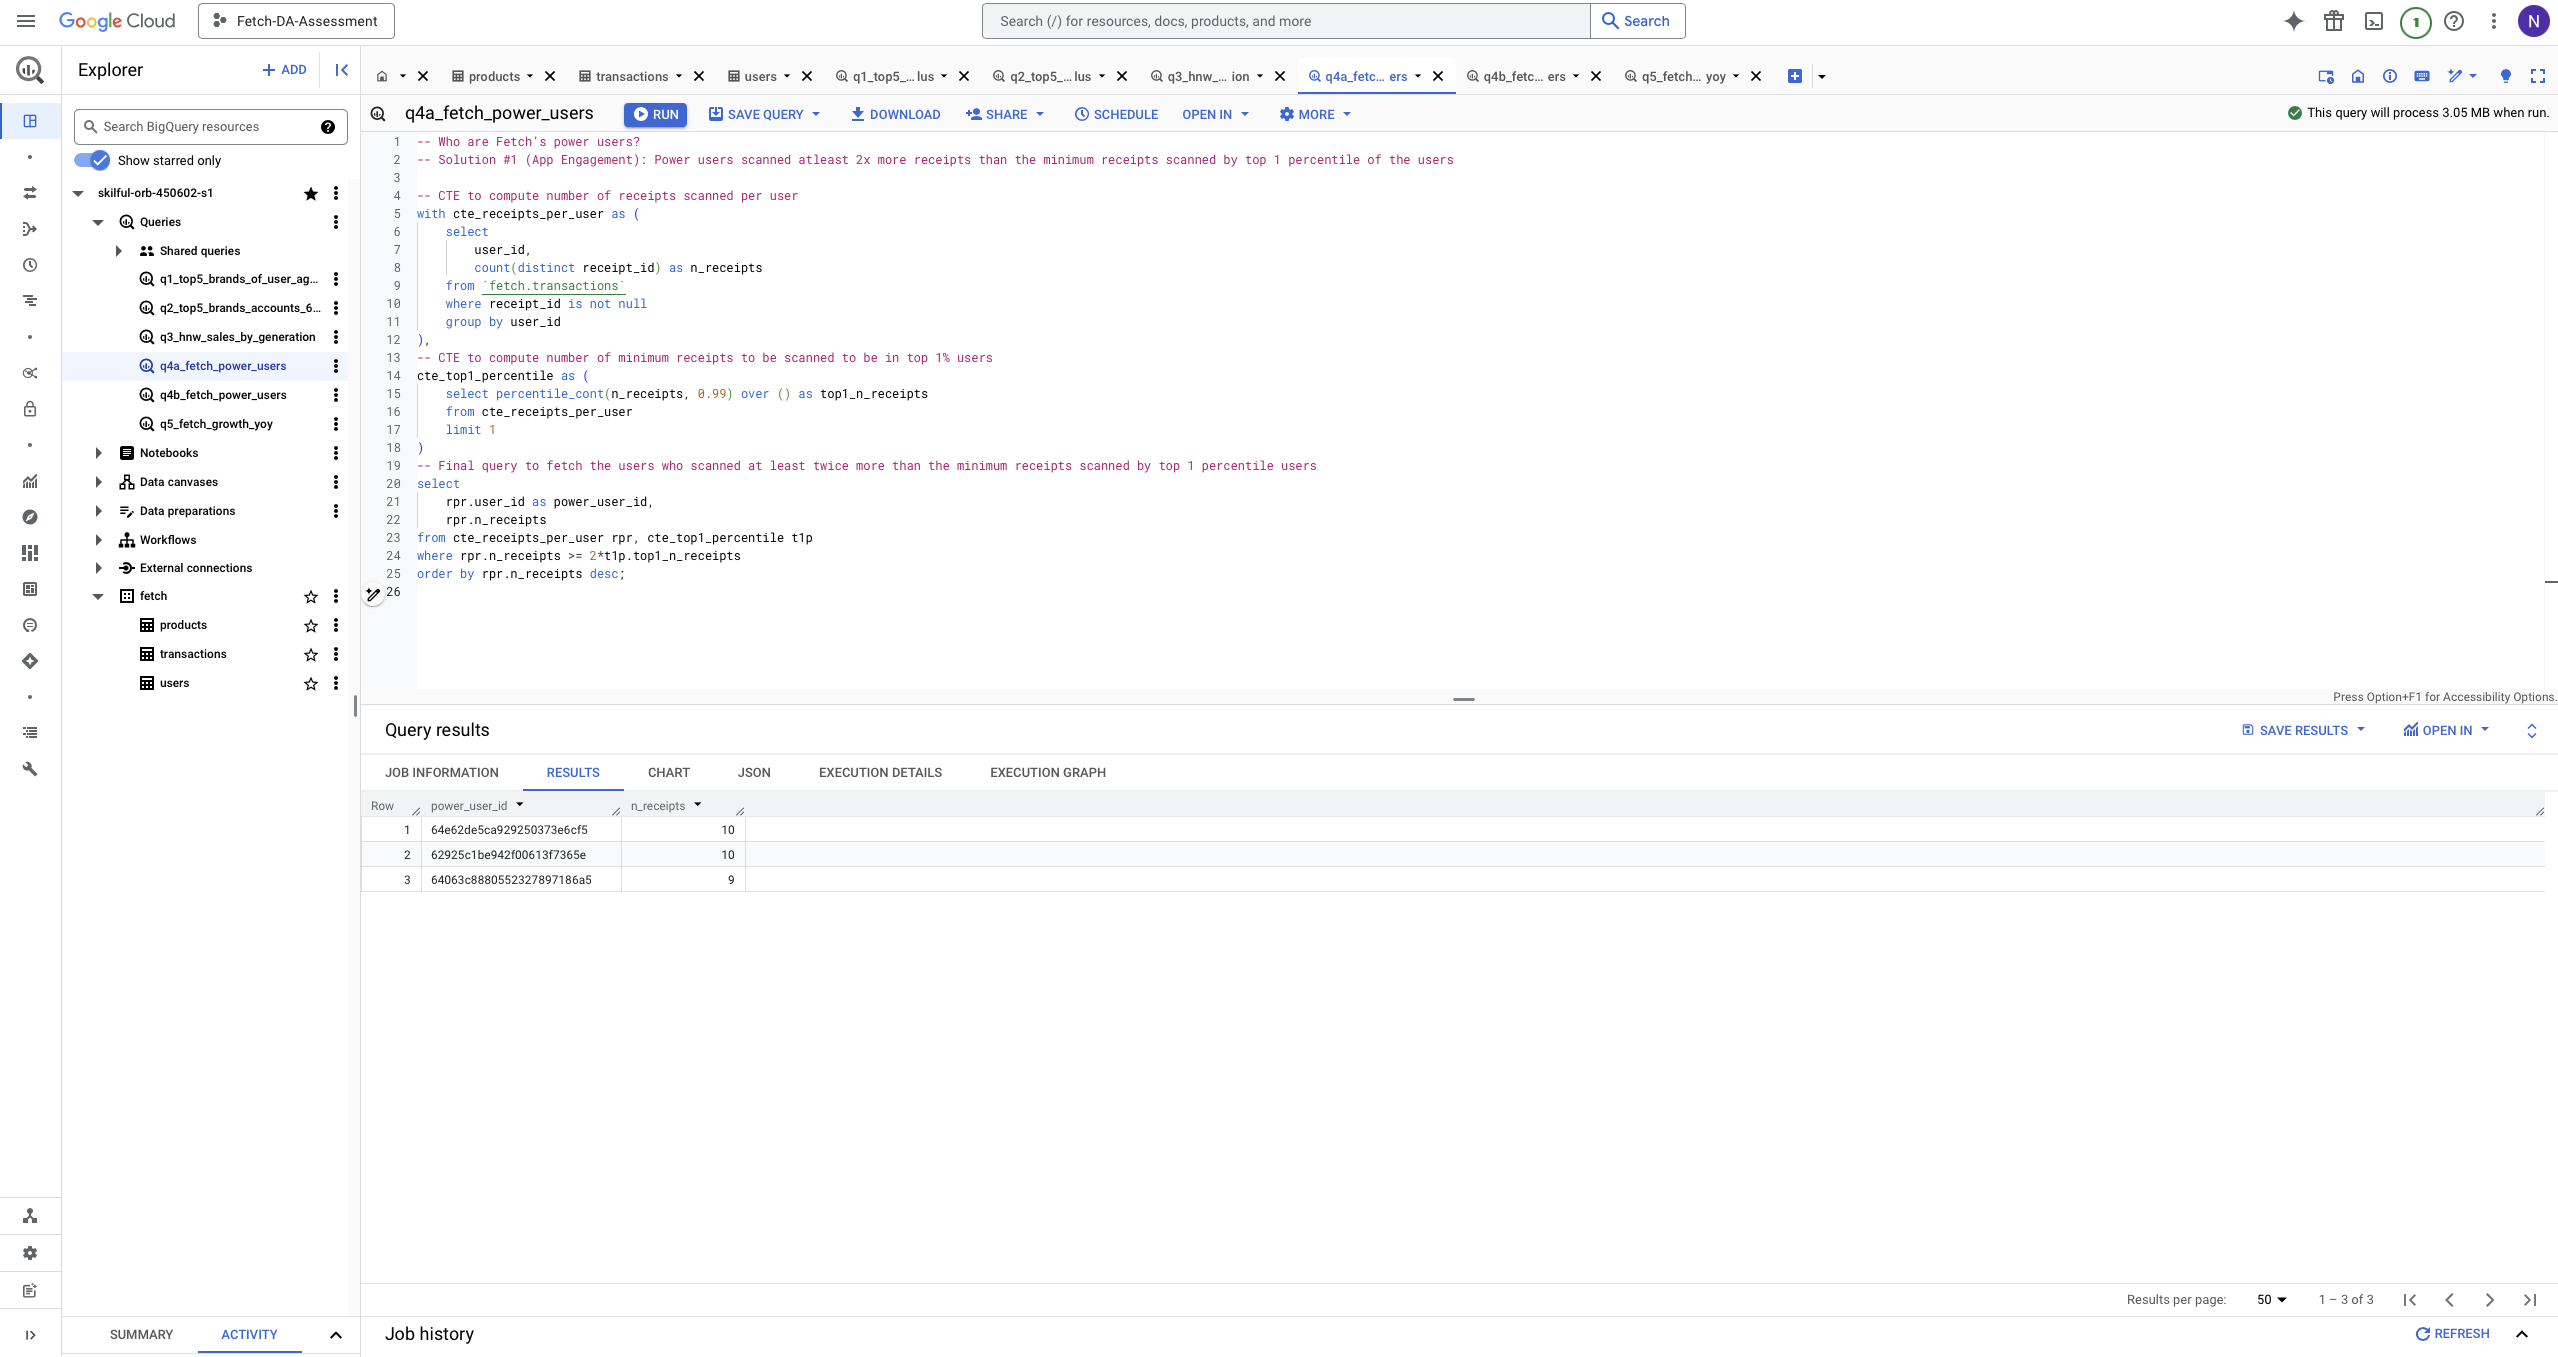 Google Cloud
Fetch-DA-Assessment
Search (/) for resources, docs, products, and more
Search
1
N
Explorer
ADD
products
transactions
users
q1_top5_... lus
q2_top5_... lus
q3_hnw_... ion
q4a_fetc... ers
q4b_fetc... ers
q5_fetch... yoy
Search BigQuery resources
Show starred only
q4a_fetch_power_users
RUN
SAVE QUERY
DOWNLOAD
SHARE
SCHEDULE
OPEN IN
MORE
This query will process 3.05 MB when run.
skilful-orb-450602-s1
Queries
Shared queries
q1_top5_brands_of_user_ag...
q2_top5_brands_accounts_6...
q3_hnw_sales_by_generation
q4a_fetch_power_users
q4b_fetch_power_users
q5_fetch_growth_yoy
Notebooks
Data canvases
Data preparations
Workflows
External connections
fetch
products
transactions
users
1 -- Who are Fetch's power users?
2 -- Solution #1 (App Engagement): Power users scanned atleast 2x more receipts than the minimum receipts scanned by top 1 percentile of the users
3
4 -- CTE to compute number of receipts scanned per user
5 with cte_receipts_per_user as (
6 select
7 user_id,
8 count(distinct receipt_id) as n_receipts
9 from `fetch.transactions`
10 where receipt_id is not null
11 group by user_id
12 ),
13 -- CTE to compute number of minimum receipts to be scanned to be in top 1% users
14 cte_top1_percentile as (
15 select percentile_cont(n_receipts, 0.99) over () as top1_n_receipts
16 from cte_receipts_per_user
17 limit 1
18 )
19 -- Final query to fetch the users who scanned at least twice more than the minimum receipts scanned by top 1 percentile users
20 select
21 rpr.user_id as power_user_id,
22 rpr.n_receipts
23 from cte_receipts_per_user rpr, cte_top1_percentile t1p
24 where rpr.n_receipts >= 2*t1p.top1_n_receipts
25 order by rpr.n_receipts desc;
26
Press Option+F1 for Accessibility Options.
Query results
SAVE RESULTS
OPEN IN
JOB INFORMATION
RESULTS
CHART
JSON
EXECUTION DETAILS
EXECUTION GRAPH
Row power_user_id n_receipts
1 64e62de5ca929250373e6cf5 10
2 62925c1be942f00613f7365e 10
3 64063c8880552327897186a5 9
Results per page: 50 1 – 3 of 3
SUMMARY
ACTIVITY
Job history
REFRESH